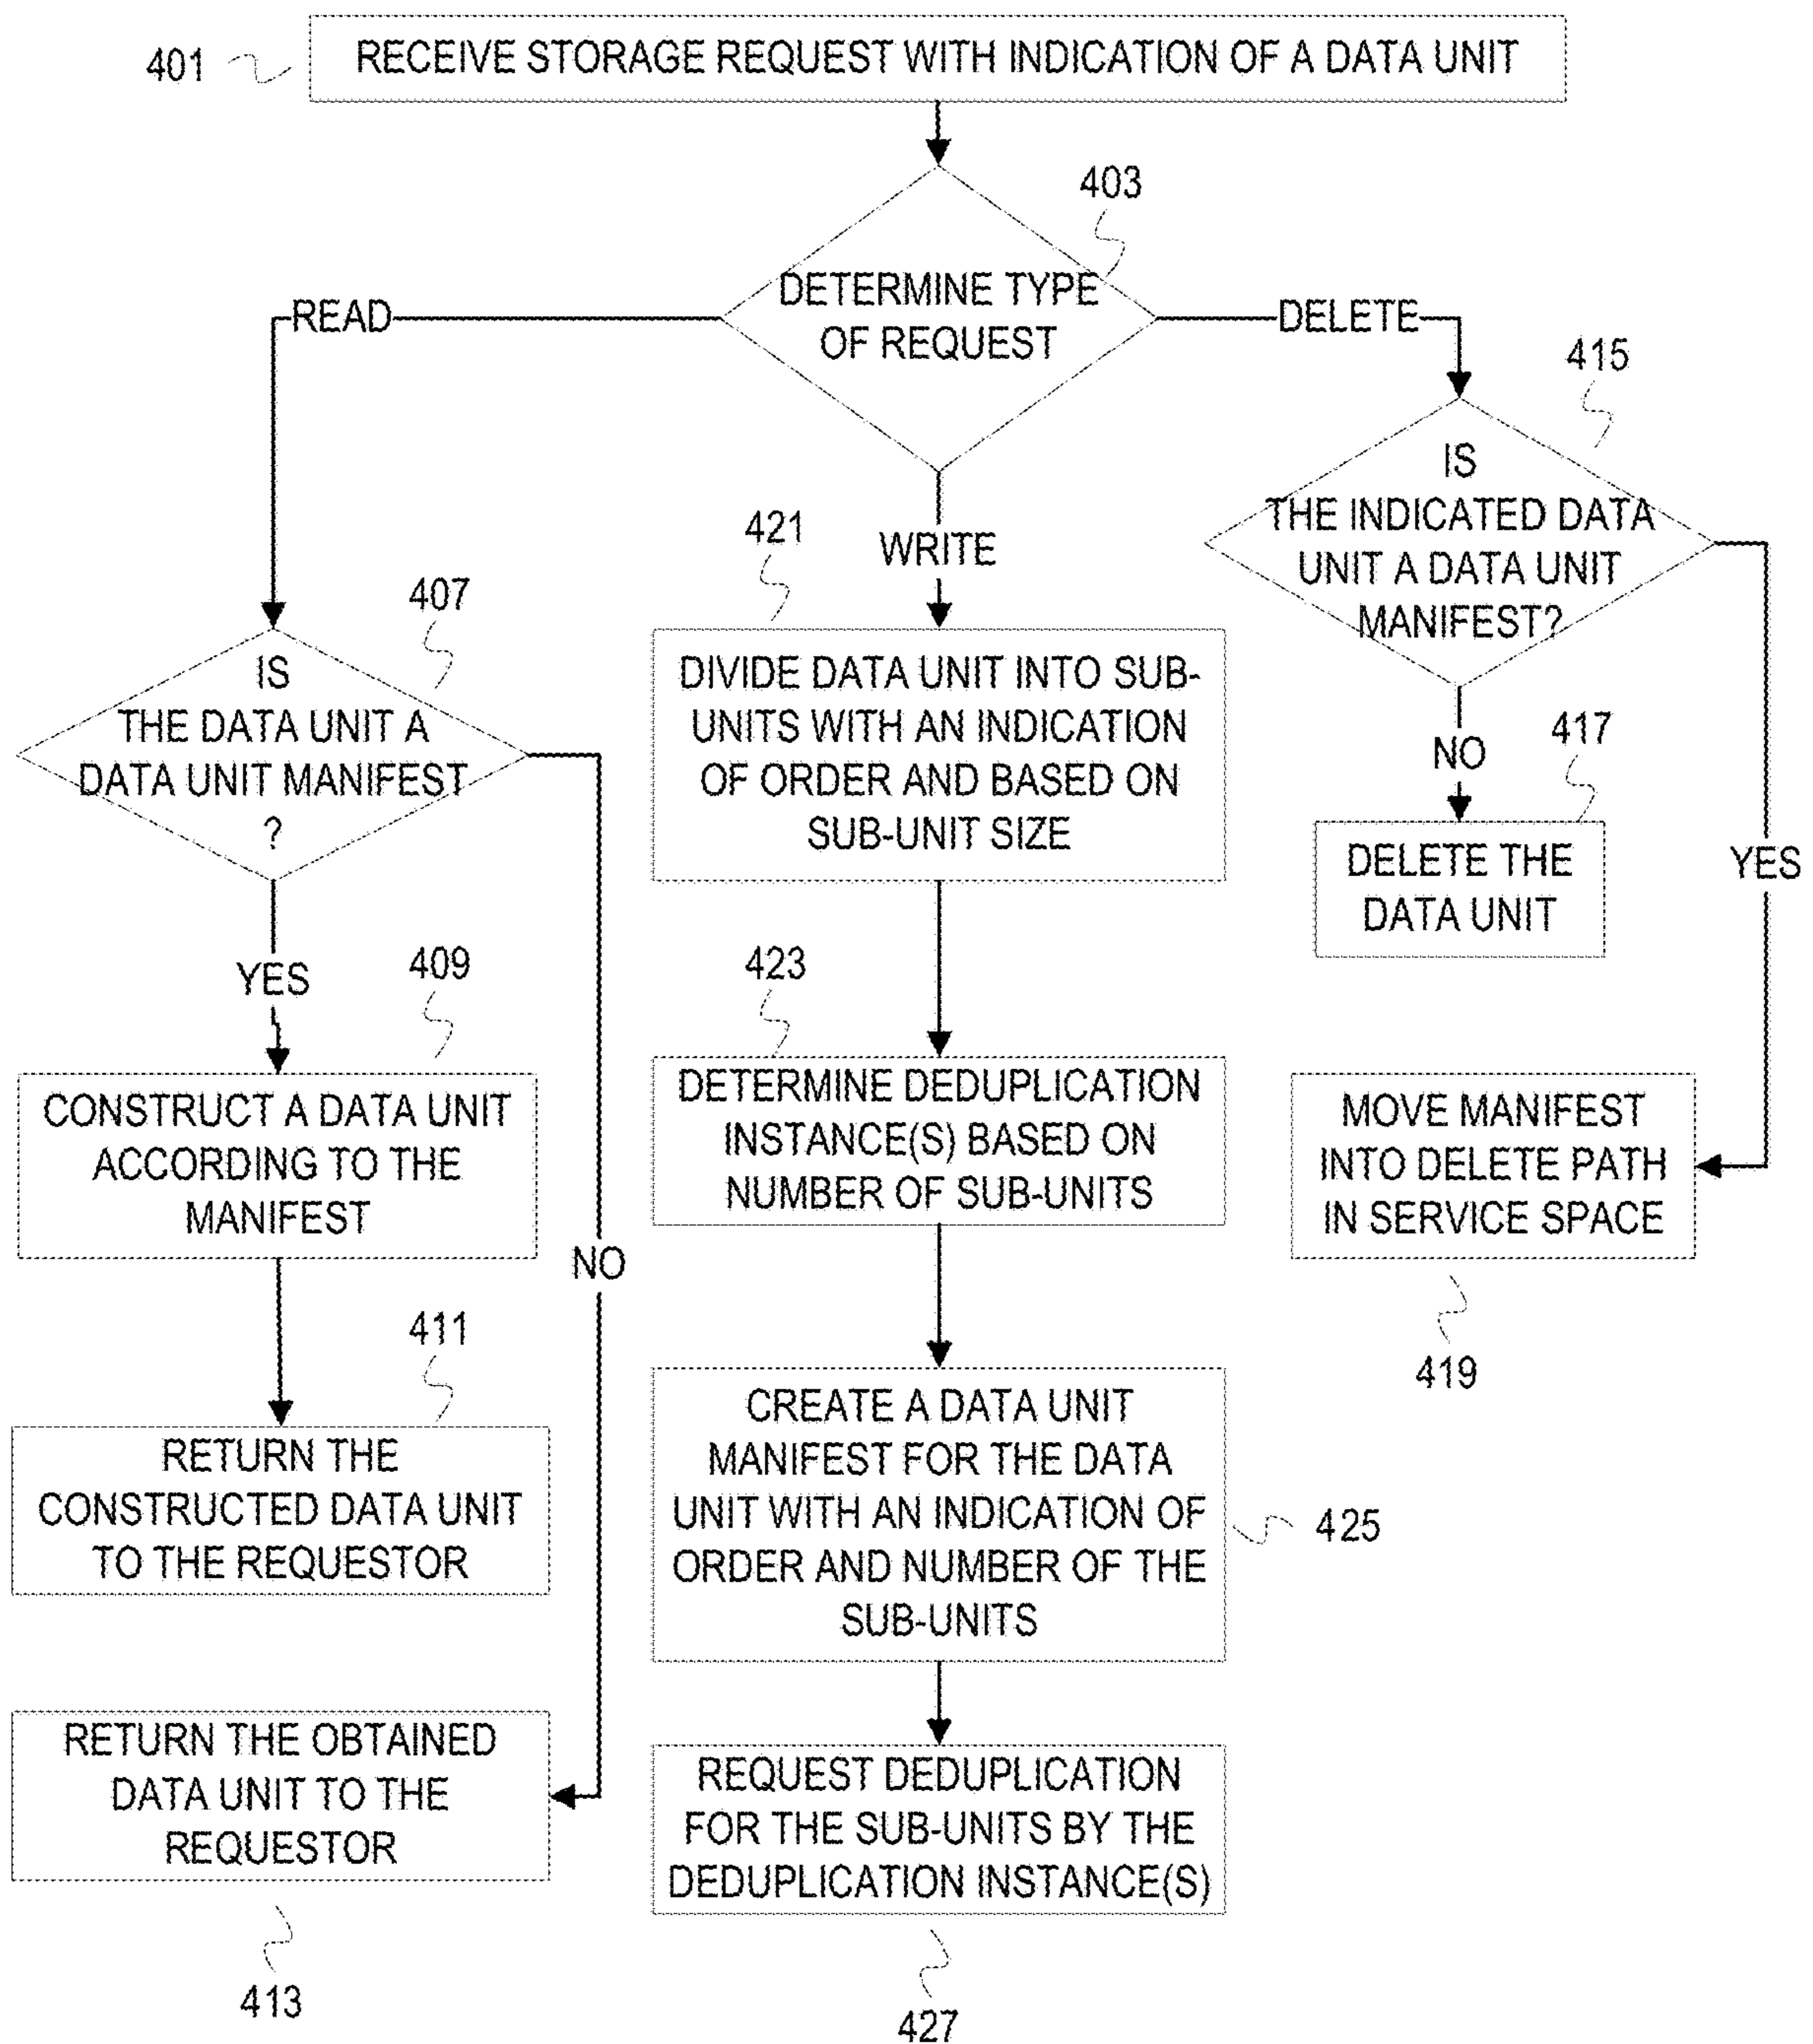 401
RECEIVE STORAGE REQUEST WITH INDICATION OF A DATA UNIT
403
DETERMINE TYPE
OF REQUEST
READ
DELETE
WRITE
407
IS
THE DATA UNIT A
DATA UNIT MANIFEST
?
YES
NO
409
CONSTRUCT A DATA UNIT
ACCORDING TO THE
MANIFEST
411
RETURN THE
CONSTRUCTED DATA UNIT
TO THE REQUESTOR
RETURN THE OBTAINED
DATA UNIT TO THE
REQUESTOR
413
421
DIVIDE DATA UNIT INTO SUB-
UNITS WITH AN INDICATION
OF ORDER AND BASED ON
SUB-UNIT SIZE
423
DETERMINE DEDUPLICATION
INSTANCE(S) BASED ON
NUMBER OF SUB-UNITS
CREATE A DATA UNIT
MANIFEST FOR THE DATA
UNIT WITH AN INDICATION OF
ORDER AND NUMBER OF THE
SUB-UNITS
425
REQUEST DEDUPLICATION
FOR THE SUB-UNITS BY THE
DEDUPLICATION INSTANCE(S)
427
415
IS
THE INDICATED DATA
UNIT A DATA UNIT
MANIFEST?
NO
YES
417
DELETE THE
DATA UNIT
MOVE MANIFEST
INTO DELETE PATH
IN SERVICE SPACE
419